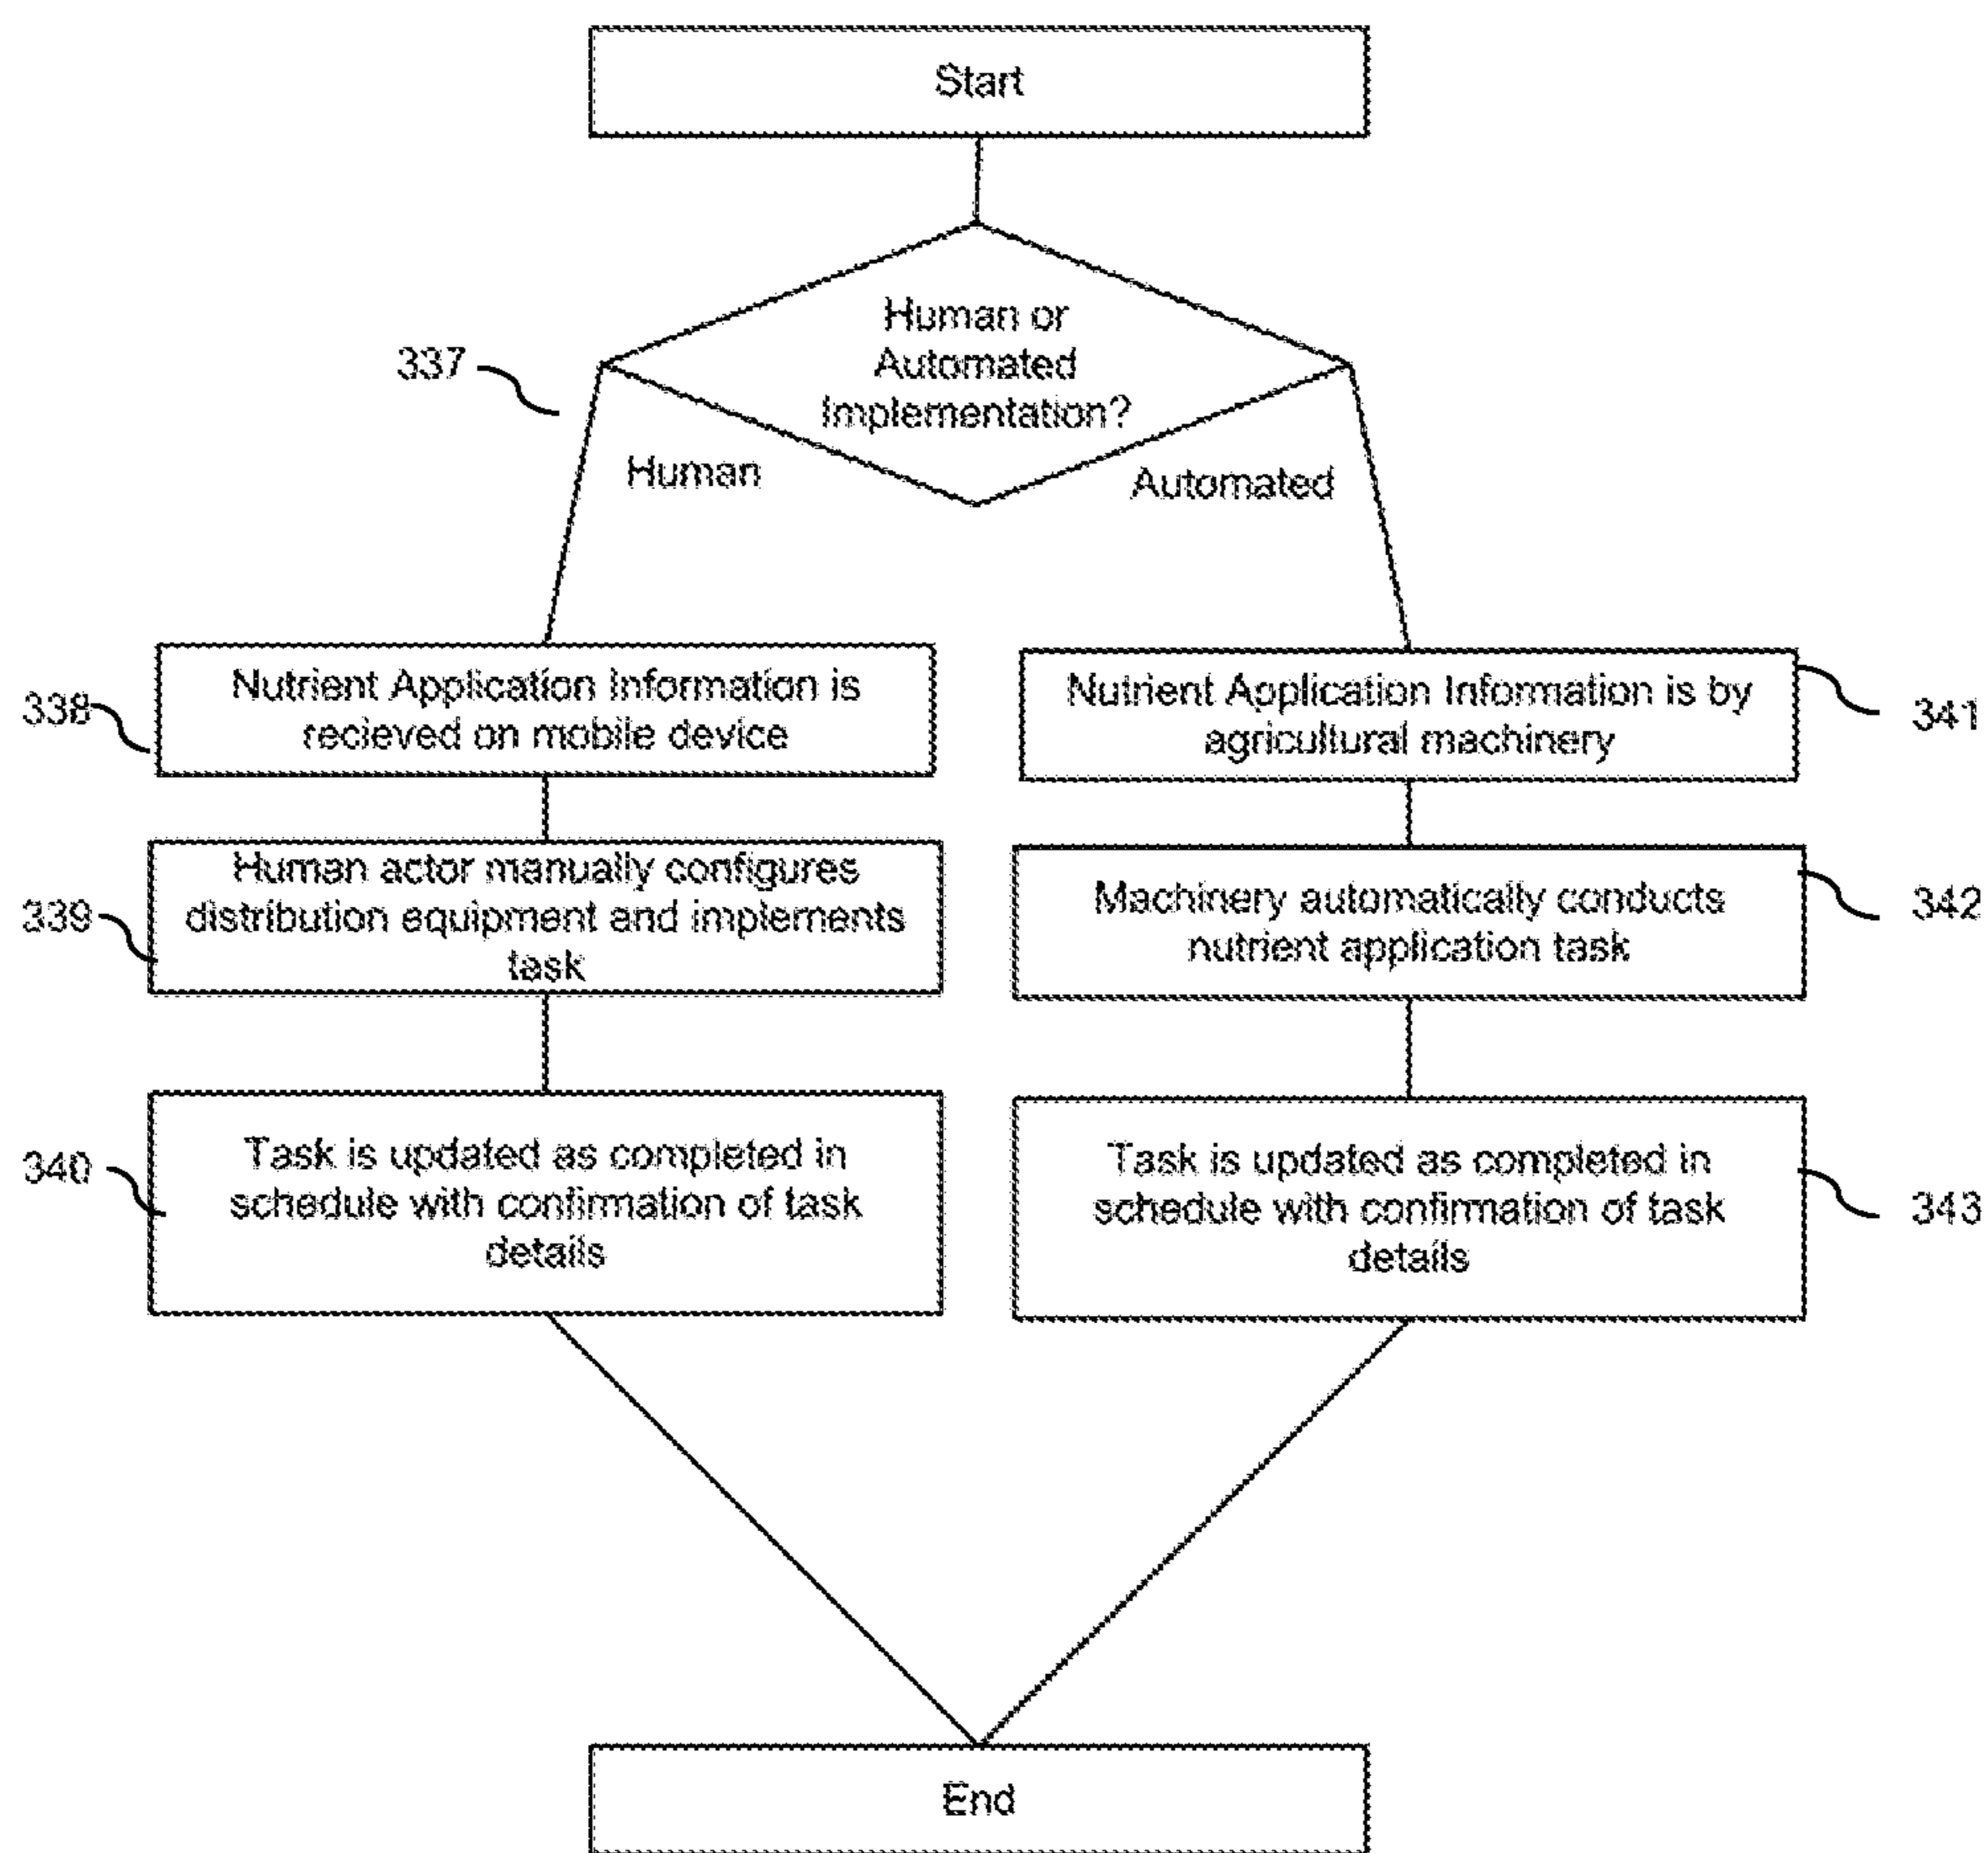 Start
Human or
Automated
Implementation?
337
Human
Automated
338
Nutrient Application Information is
recieved on mobile device
Nutrient Application Information is by
agricultural machinery
341
339
Human actor manually configures
distribution equipment and implements
task
Machinery automatically conducts
nutrient application task
342
340
Task is updated as completed in
schedule with confirmation of task
details
Task is updated as completed in
schedule with confirmation of task
details
343
End